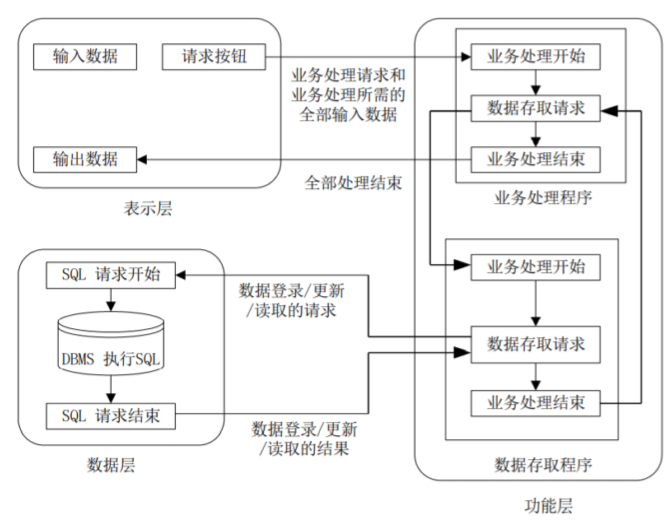 输入数据
请求按钮
业务处理请求和
业务处理所需的
全部输入数据
业务处理开始
数据存取请求
输出数据
全部处理结束
业务处理结束
表示层
业务处理程序
SQL 请求开始
数据登录/更新
/读取的请求
业务处理开始
DBMS 执行SQL
数据存取请求
SQL 请求结束
数据登录/更新
/读取的结果
业务处理结束
数据层
数据存取程序
功能层